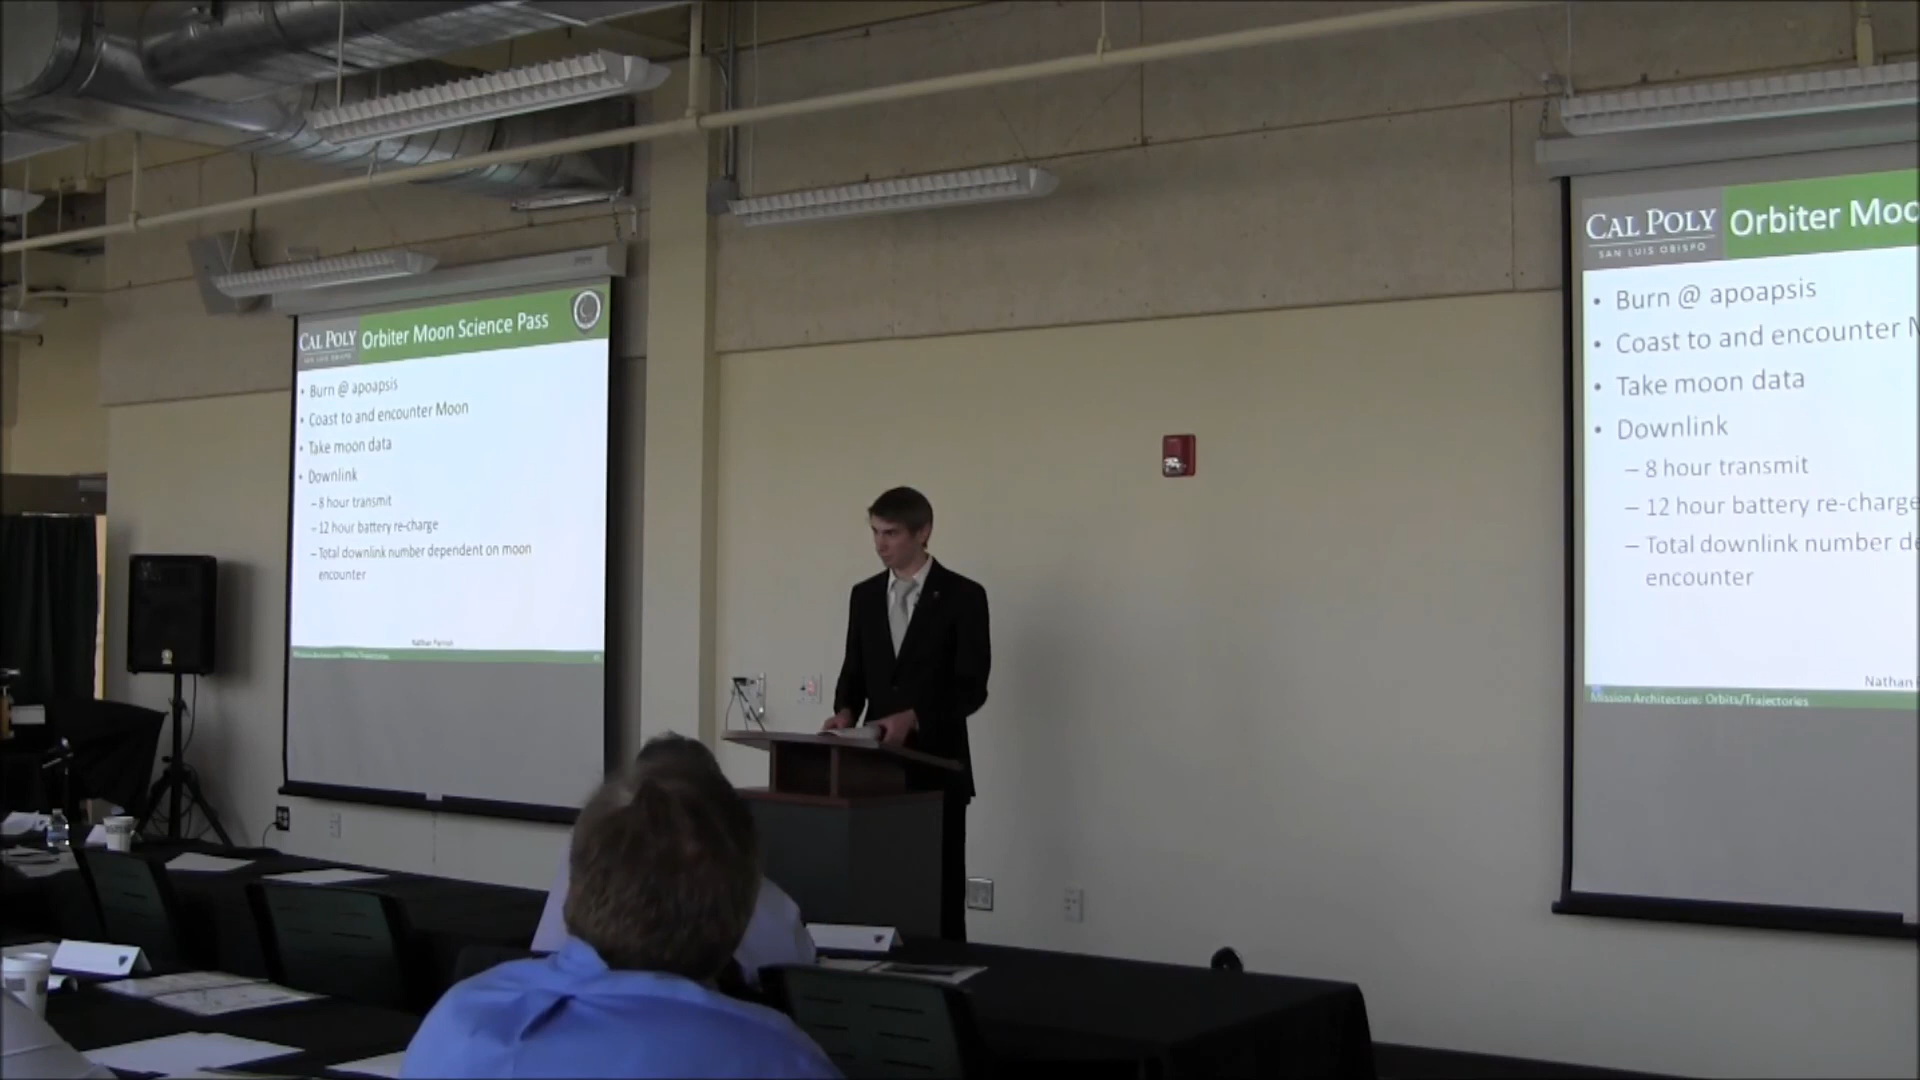 CAL POLY
SAN LUIS OBISPO
Orbiter Moon Science Pass
• Burn @ apoapsis
• Coast to and encounter Moon
• Take moon data
• Downlink
– 8 hour transmit
– 12 hour battery re-charge
– Total downlink number dependent on moon
encounter
CAL POLY
SAN LUIS OBISPO
Orbiter Moo
• Burn @ apoapsis
• Coast to and encounter M
• Take moon data
• Downlink
– 8 hour transmit
– 12 hour battery re-charge
– Total downlink number de
encounter
Nathan
Mission Architecture: Orbits/Trajectories